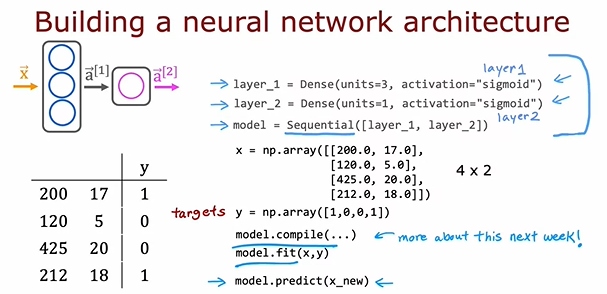 Building a neural network architecture
x⃗ a⃗[1] a⃗[2]
layer1
→ layer_1 = Dense(units=3, activation="sigmoid") ←
→ layer_2 = Dense(units=1, activation="sigmoid") ←
→ model = Sequential([layer_1, layer_2]) layer2
x = np.array([[200.0, 17.0],
[120.0, 5.0],
[425.0, 20.0],
[212.0, 18.0]])
4 x 2
y
200 17 1
120 5 0
425 20 0
212 18 1
targets y = np.array([1,0,0,1])
model.compile(...) ← more about this next week!
model.fit(x,y)
→ model.predict(x_new) ←